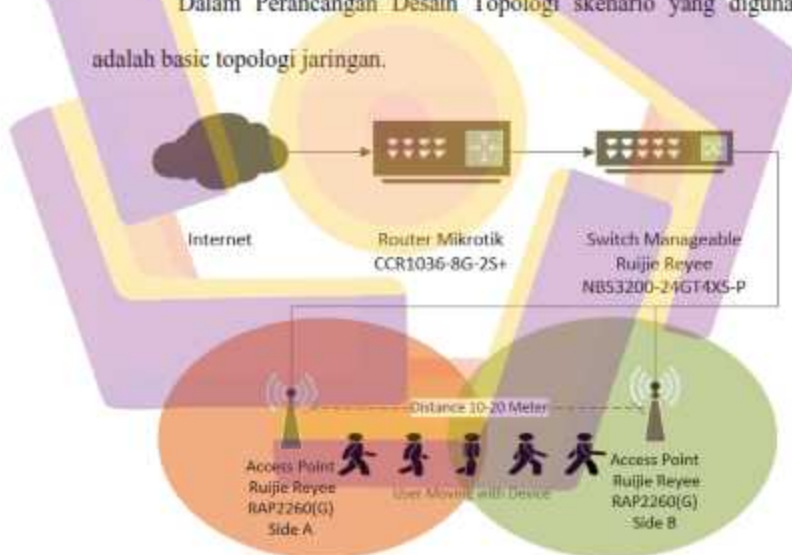 Dalam Perancangan Desain Topologi skenario yang diguna
adalah basic topologi jaringan.
Internet
Router Mikrotik
CCR1036-8G-2S+
Switch Manageable
Ruijie Reyee
NBS3200-24GT4XS-P
Distance 10-20 Meter
Access Point
Ruijie Reyee
RAP2260(G)
Side A
User Moving with Device
Access Point
Ruijie Reyee
RAP2260(G)
Side B